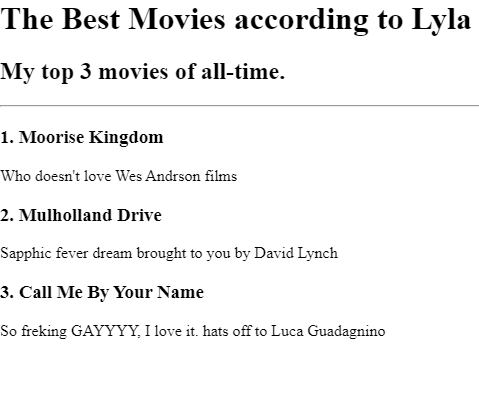 The Best Movies according to Lyla
My top 3 movies of all-time.
1. Moorise Kingdom
Who doesn't love Wes Andrson films
2. Mulholland Drive
Sapphic fever dream brought to you by David Lynch
3. Call Me By Your Name
So freking GAYYYY, I love it. hats off to Luca Guadagnino